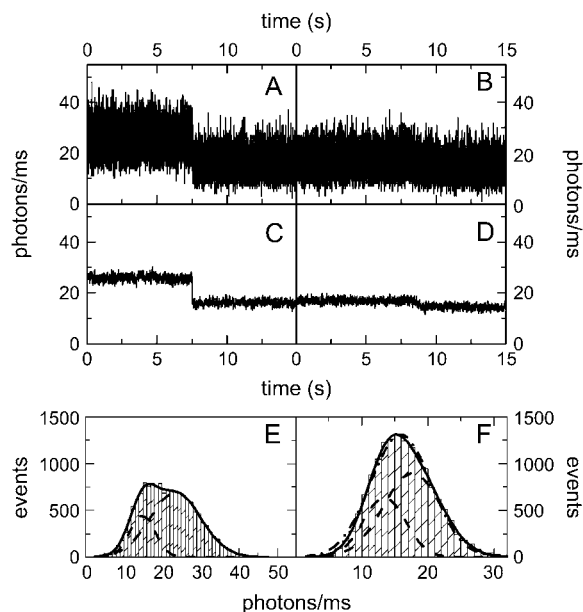 time (s)
0 5 10 0 5 10 15
A B
40 40
20 20
0 0
photons/ms photons/ms
C D
40 40
20 20
0 0
0 5 10 0 5 10 15
time (s)
1500 E F 1500
1000 1000
500 500
0 0
events events
0 10 20 30 40 50 10 20 30
photons/ms